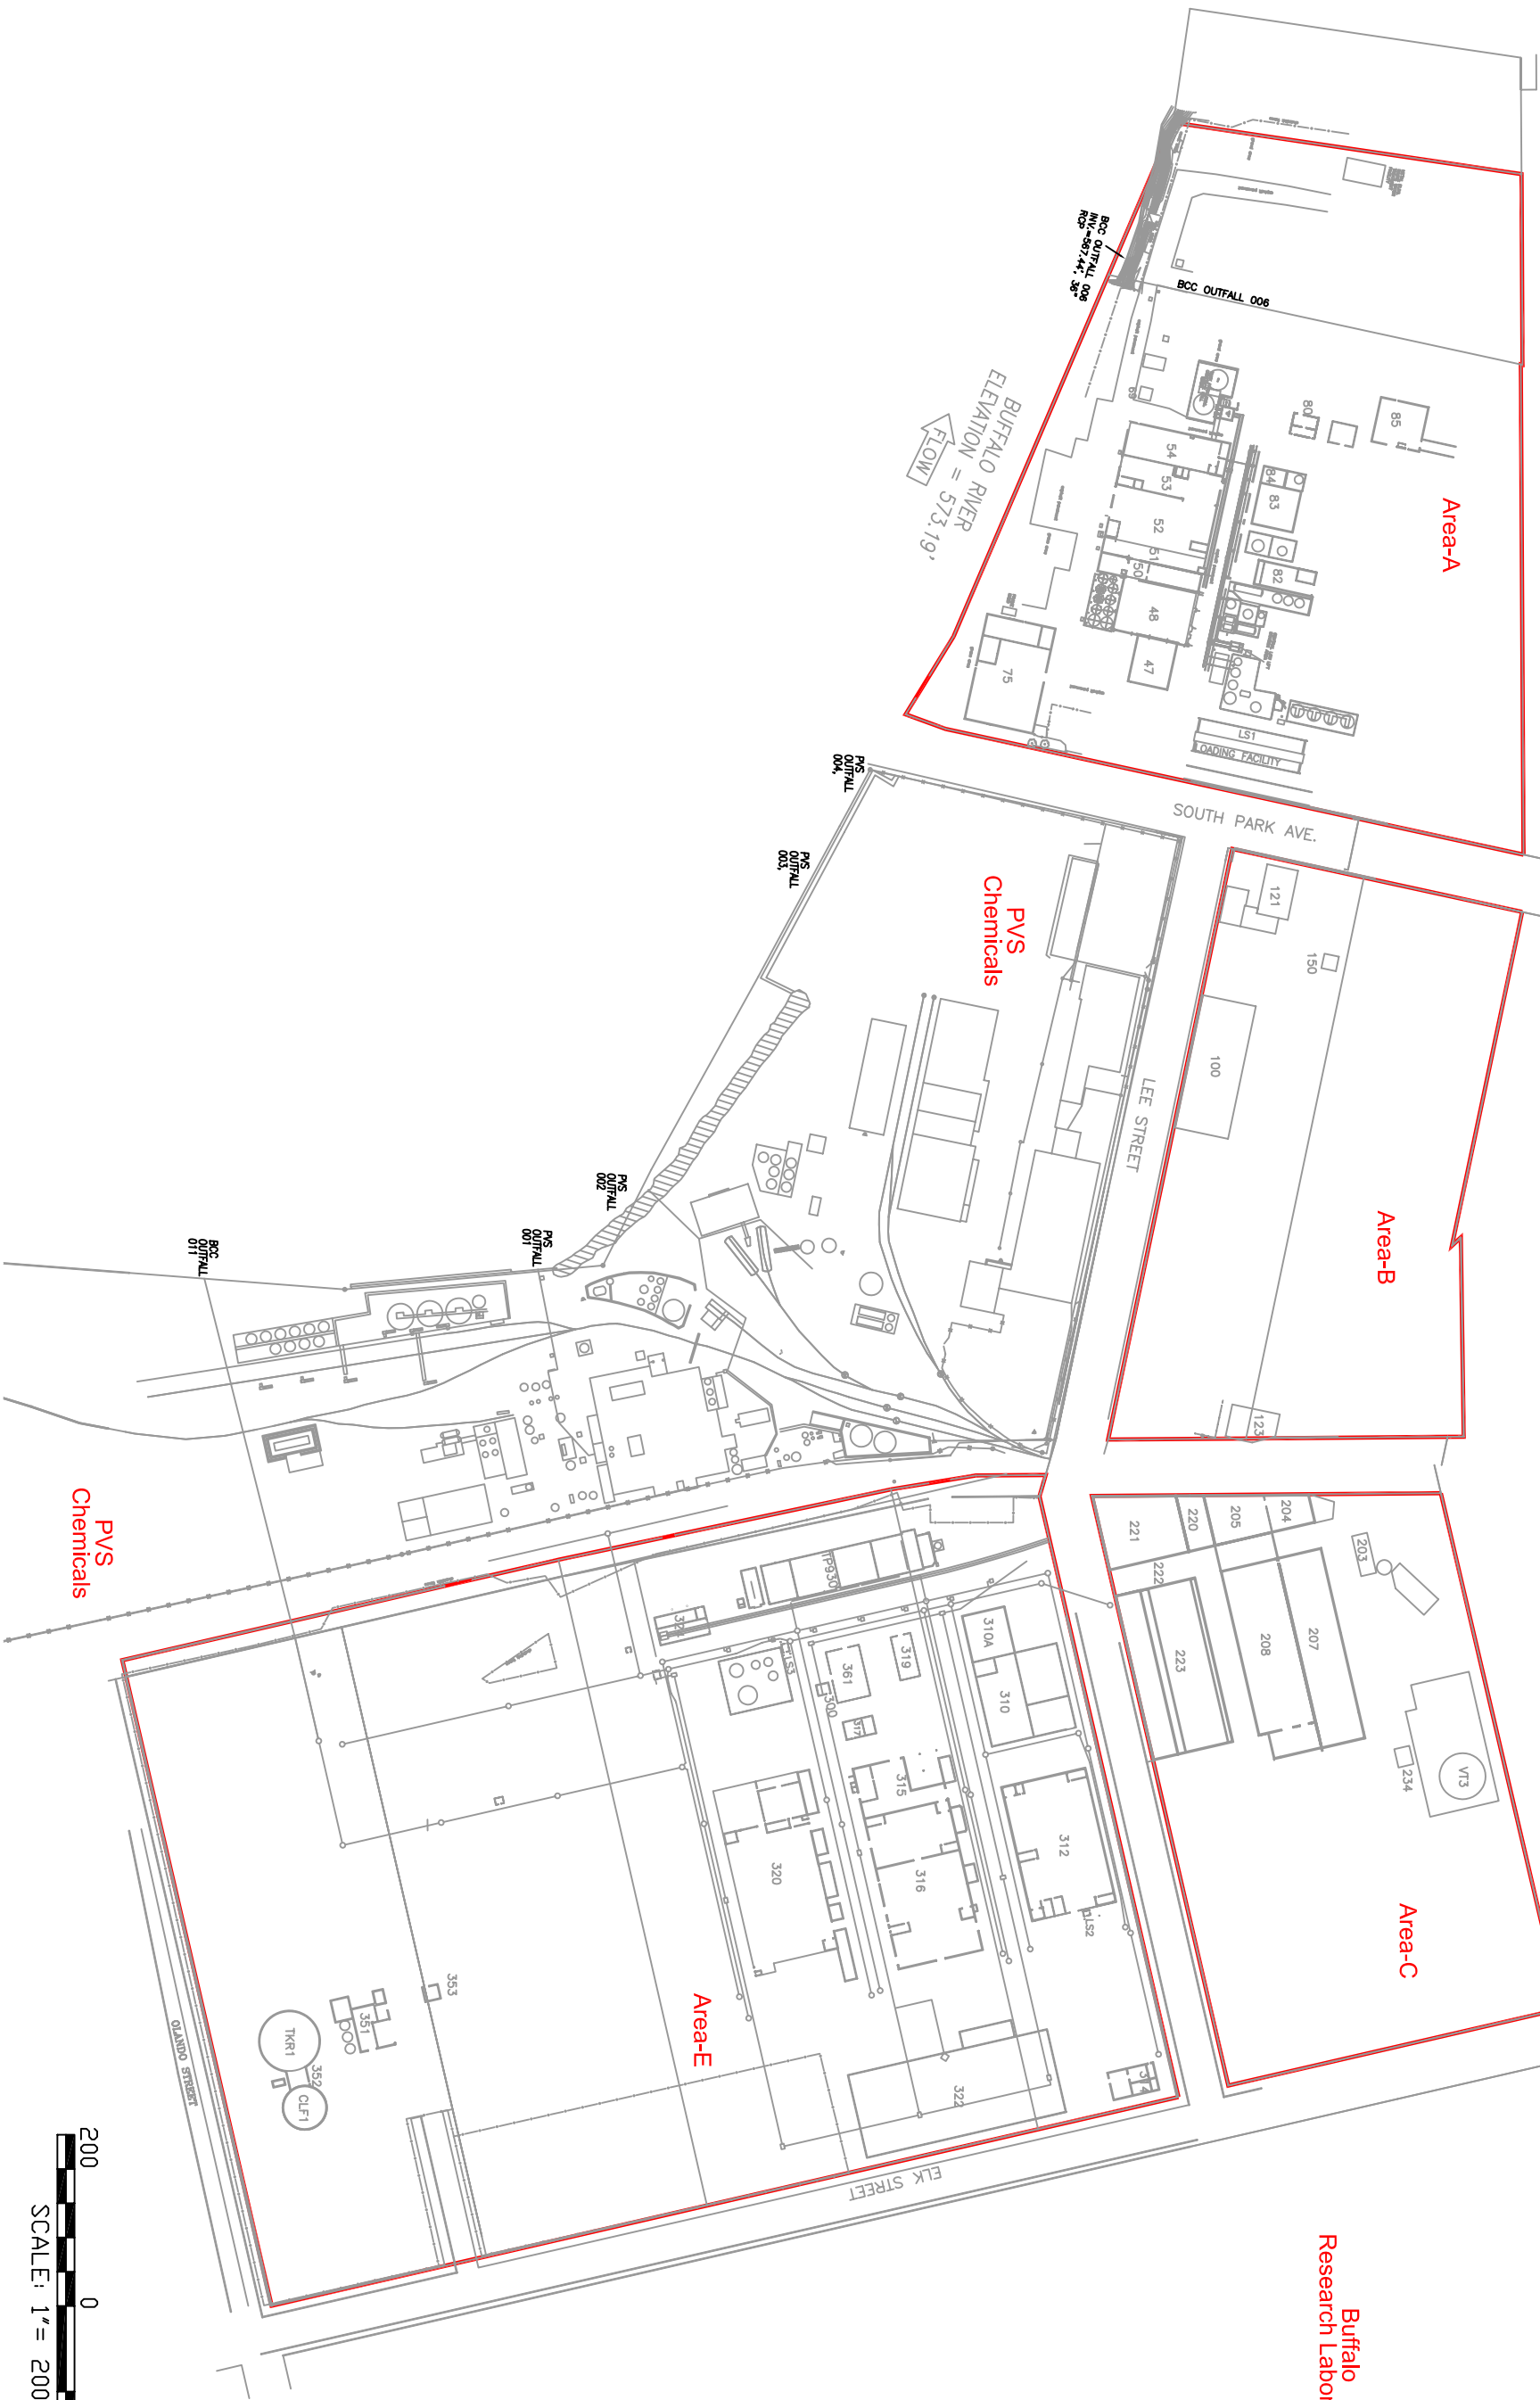 Area-A
BCC OUTFALL 006
INV.=567.44', 36"
RCP
BCC OUTFALL 006
BUFFALO RIVER
ELEVATION = 573.19'
FLOW
85
80
84
83
82
69
54
53
52
51
50
48
47
75
LS1
LOADING FACILITY
SOUTH PARK AVE.
PVS
OUTFALL
004,
PVS
OUTFALL
003,
PVS
Chemicals
121
150
100
LEE STREET
Area-B
123
PVS
OUTFALL
002
PVS
OUTFALL
001
BCC
OUTFALL
011
PVS
Chemicals
204
205
220
221
222
203
207
208
223
234
VT3
Area-C
TP930
310A
310
319
361
300
317
LS3
315
312
LS2
316
320
Area-E
322
374
353
351
TKR1
352
CLF1
OLANDO STREET
ELK STREET
Buffalo
Research Labor
200
0
SCALE: 1"= 200